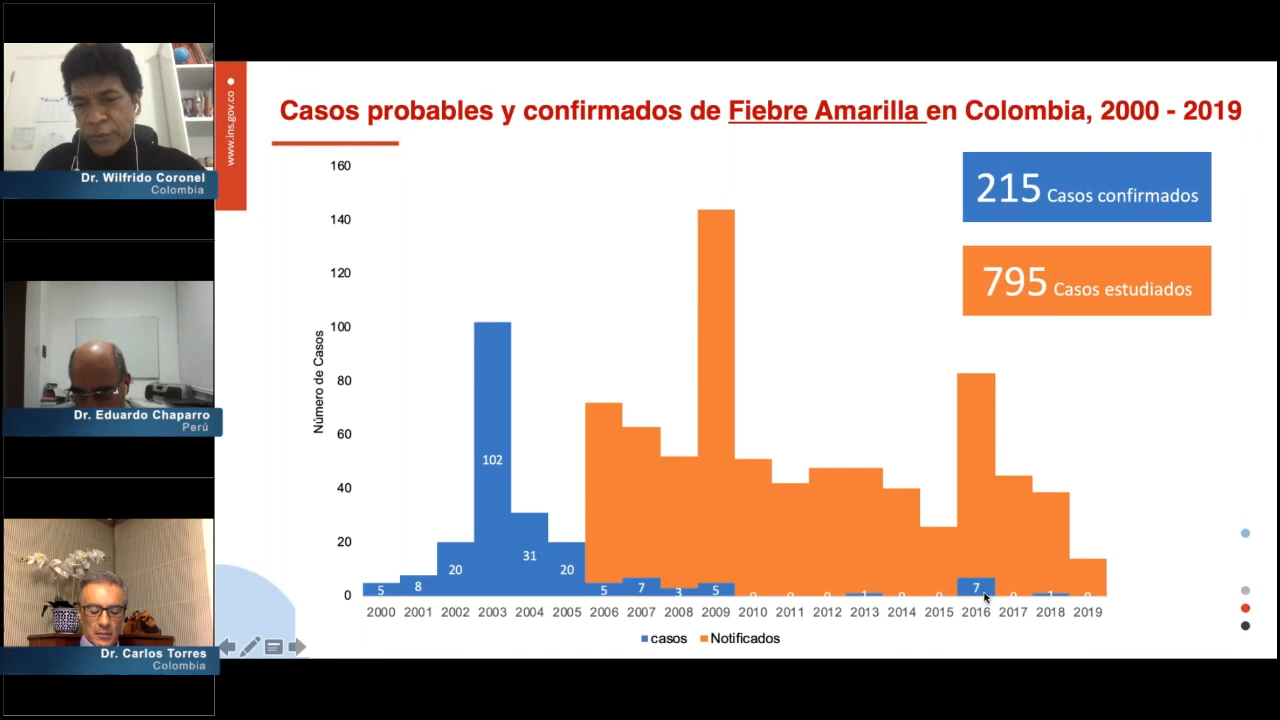 Dr. Wilfrido Coronel
Colombia
Dr. Eduardo Chaparro
Perú
Dr. Carlos Torres
Colombia
www.ins.gov.co
Casos probables y confirmados de Fiebre Amarilla en Colombia, 2000 - 2019
215 Casos confirmados
795 Casos estudiados
Número de Casos
160
140
120
100
80
60
40
20
0
5 8 20 102 31 20 5 7 3 5 0 0 0 1 0 0 7 0 1 0
2000 2001 2002 2003 2004 2005 2006 2007 2008 2009 2010 2011 2012 2013 2014 2015 2016 2017 2018 2019
casos Notificados